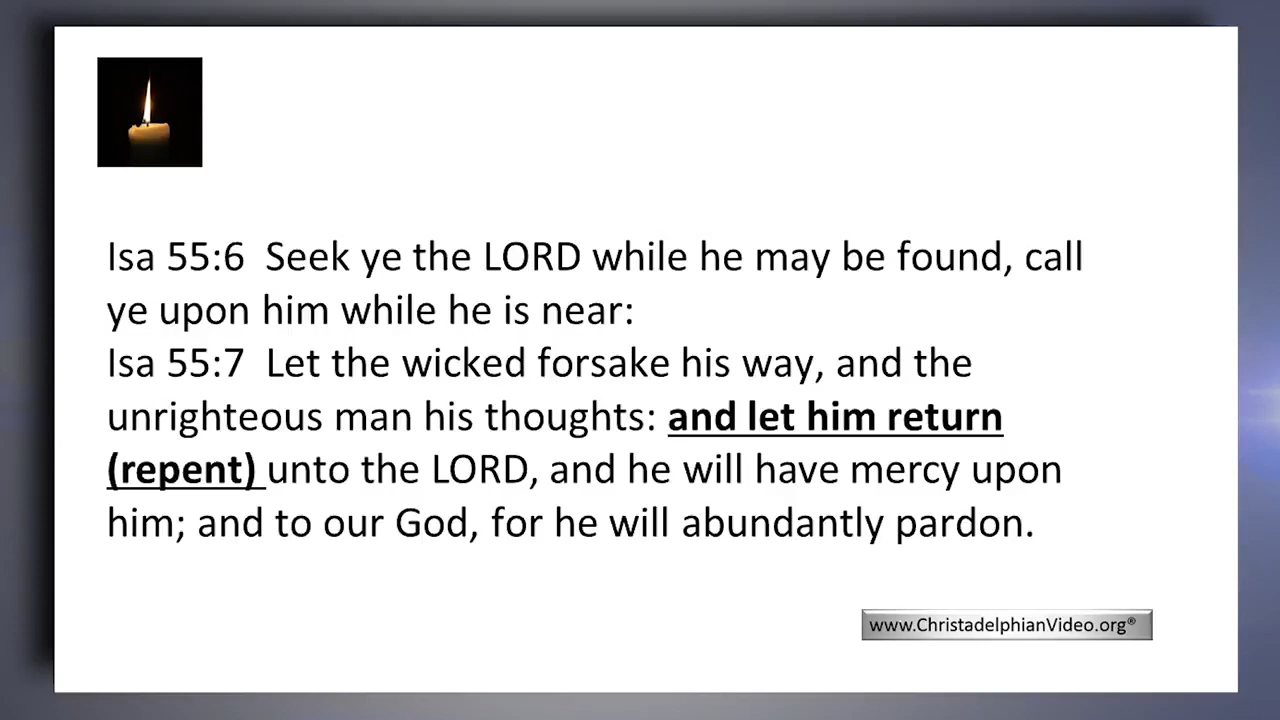 Isa 55:6  Seek ye the LORD while he may be found, call
ye upon him while he is near:
Isa 55:7  Let the wicked forsake his way, and the
unrighteous man his thoughts: and let him return
(repent) unto the LORD, and he will have mercy upon
him; and to our God, for he will abundantly pardon.
www.ChristadelphianVideo.org®